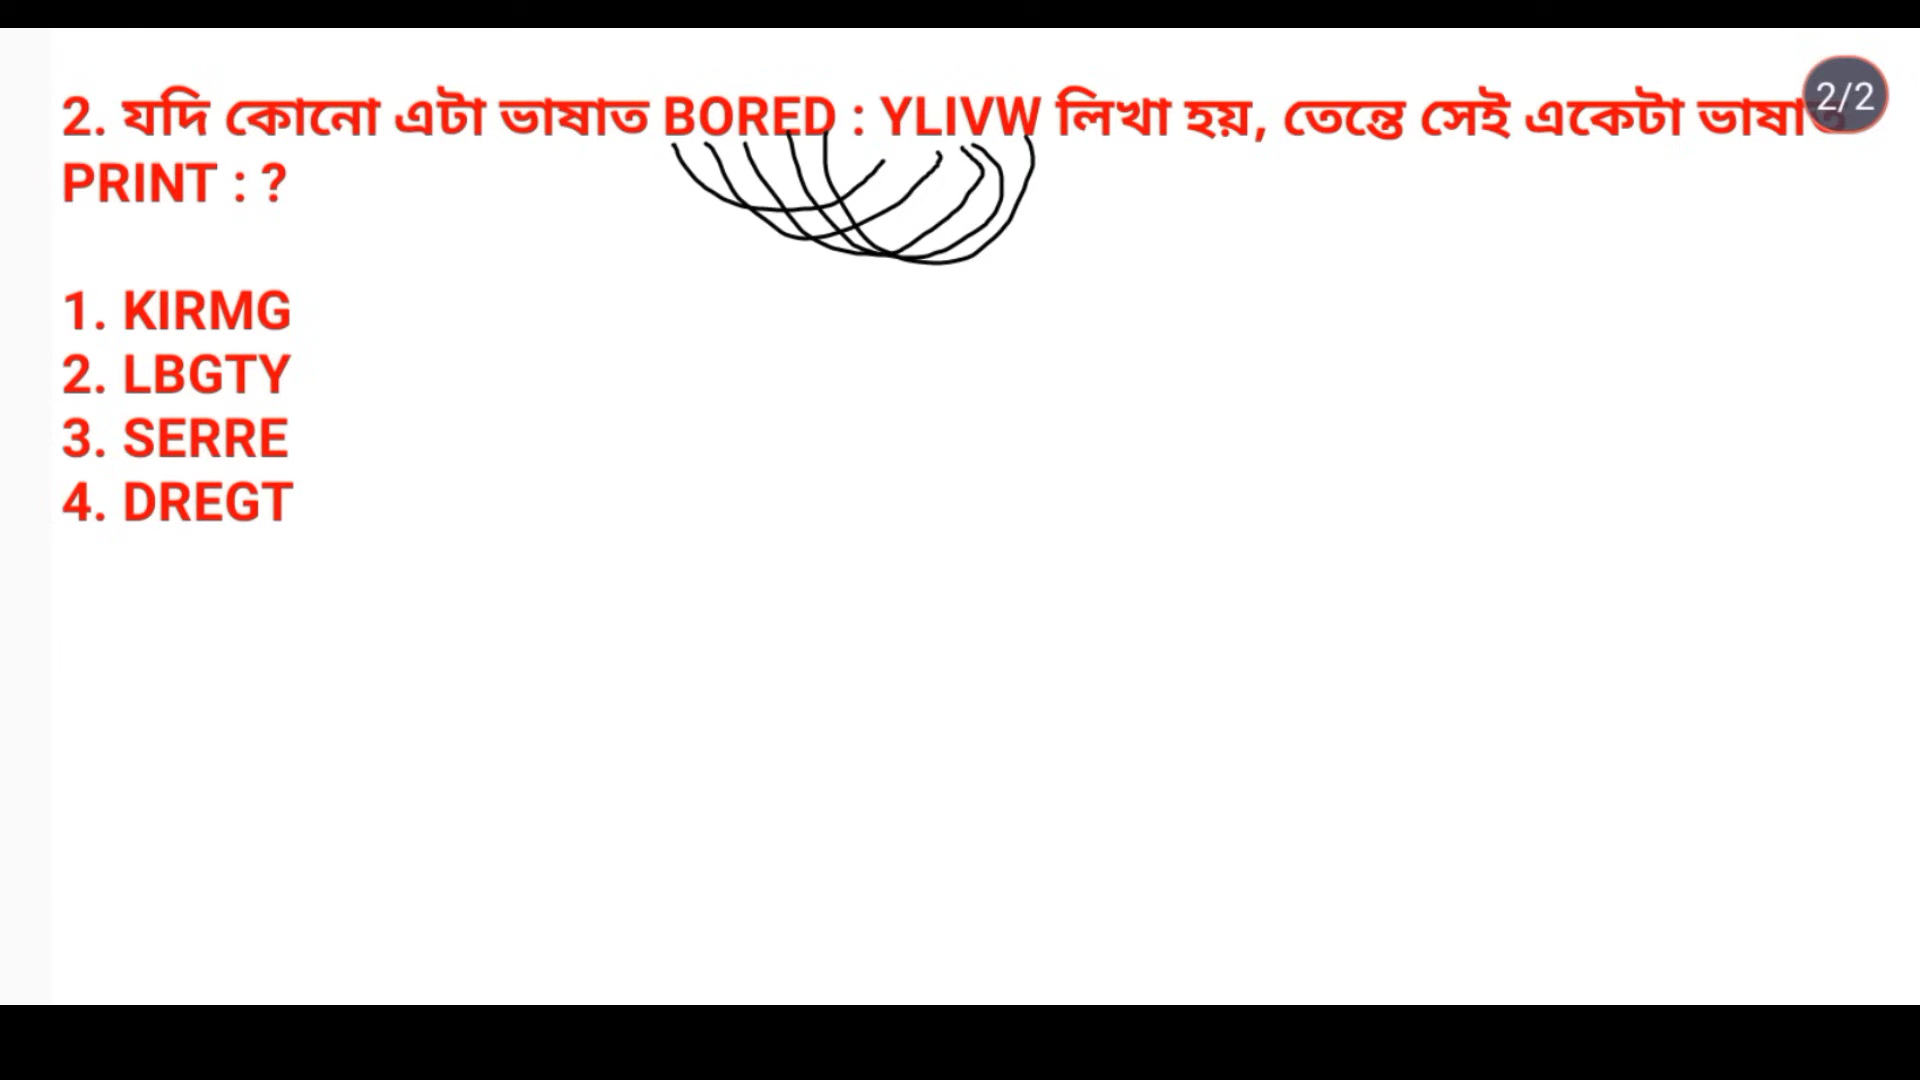 2. যদি কোনো এটা ভাষাত BORED : YLIVW লিখা হয়, তেন্তে সেই একেটা
2/2
PRINT : ?
1. KIRMG
2. LBGTY
3. SERRE
4. DREGT